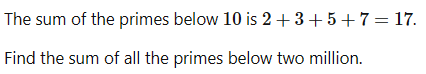 The sum of the primes below 10 is 2 + 3 + 5 + 7 = 17.
Find the sum of all the primes below two million.